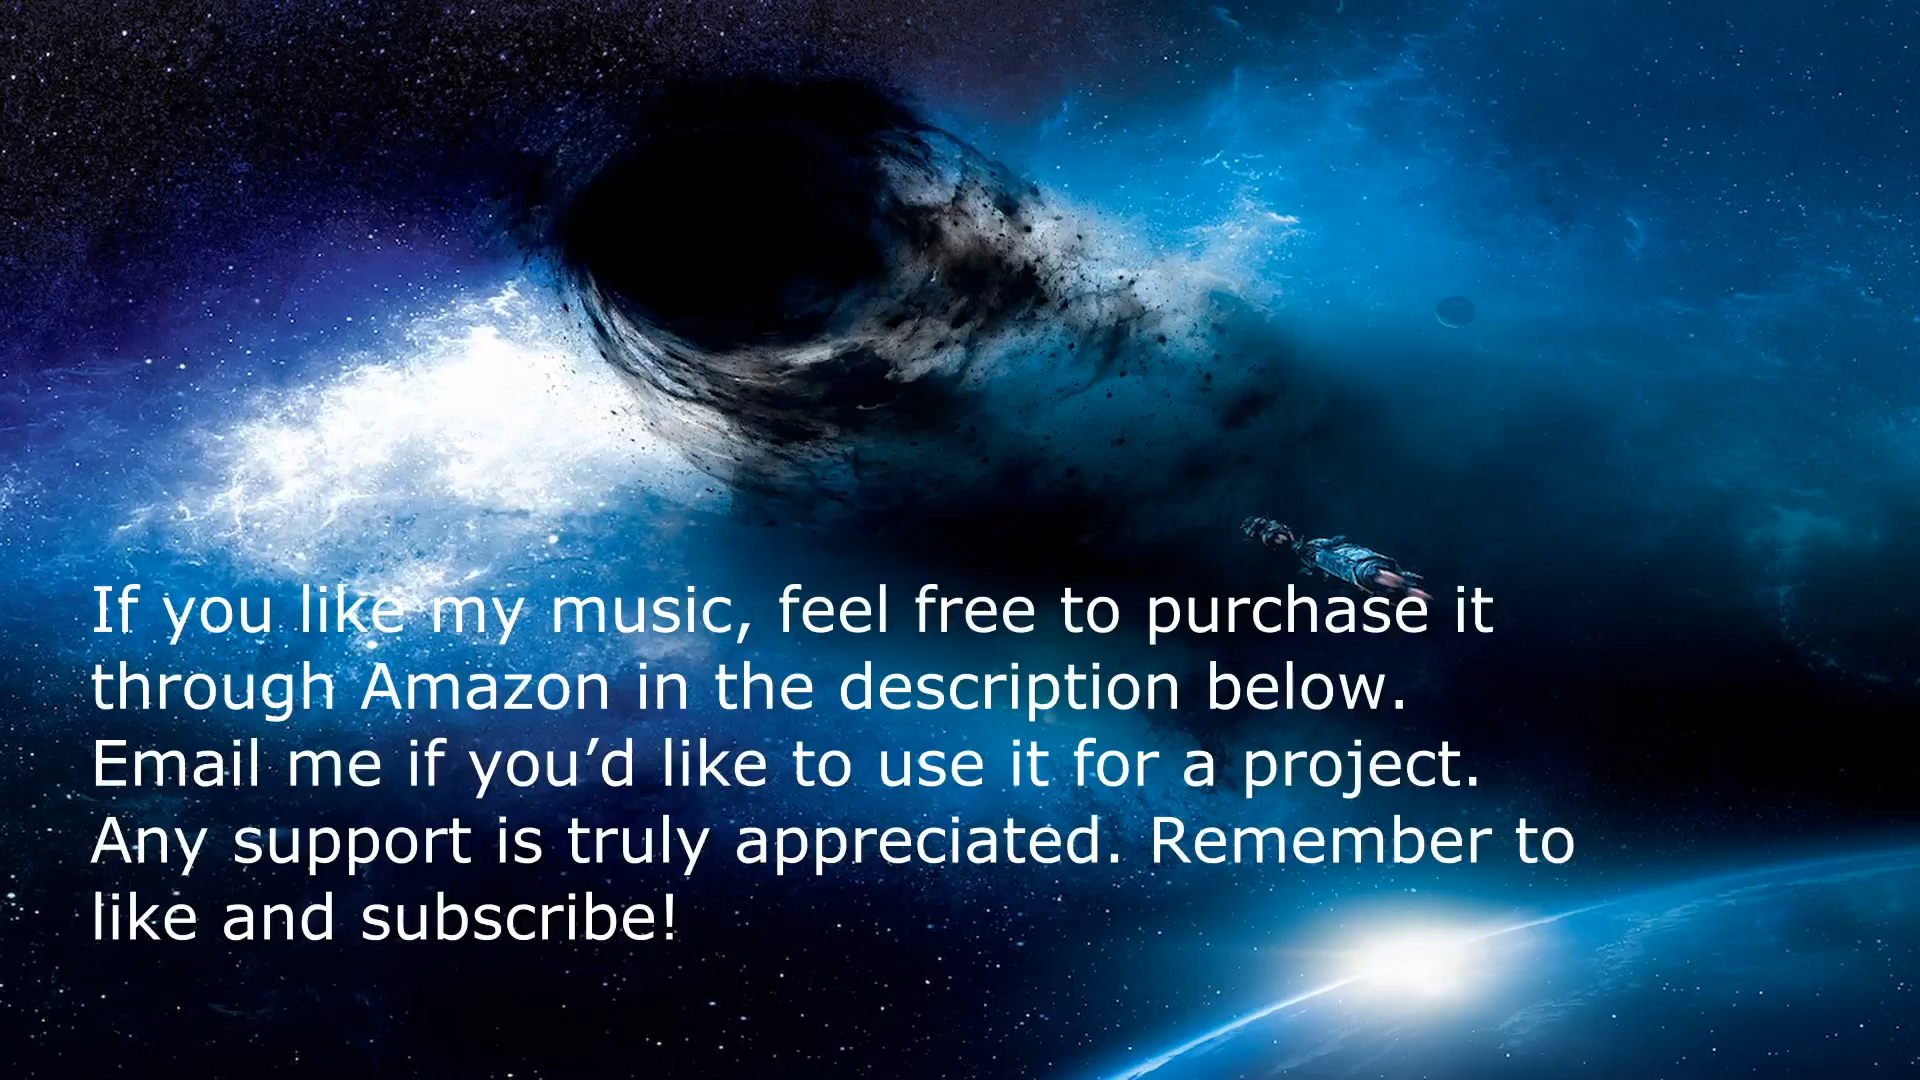 If you like my music, feel free to purchase it
through Amazon in the description below.
Email me if you’d like to use it for a project.
Any support is truly appreciated. Remember to
like and subscribe!